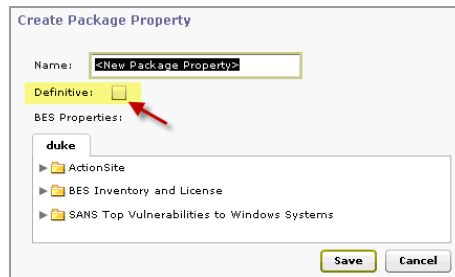 Create Package Property
Name: <New Package Property>
Definitive:
BES Properties:
duke
ActionSite
BES Inventory and License
SANS Top Vulnerabilities to Windows Systems
Save Cancel